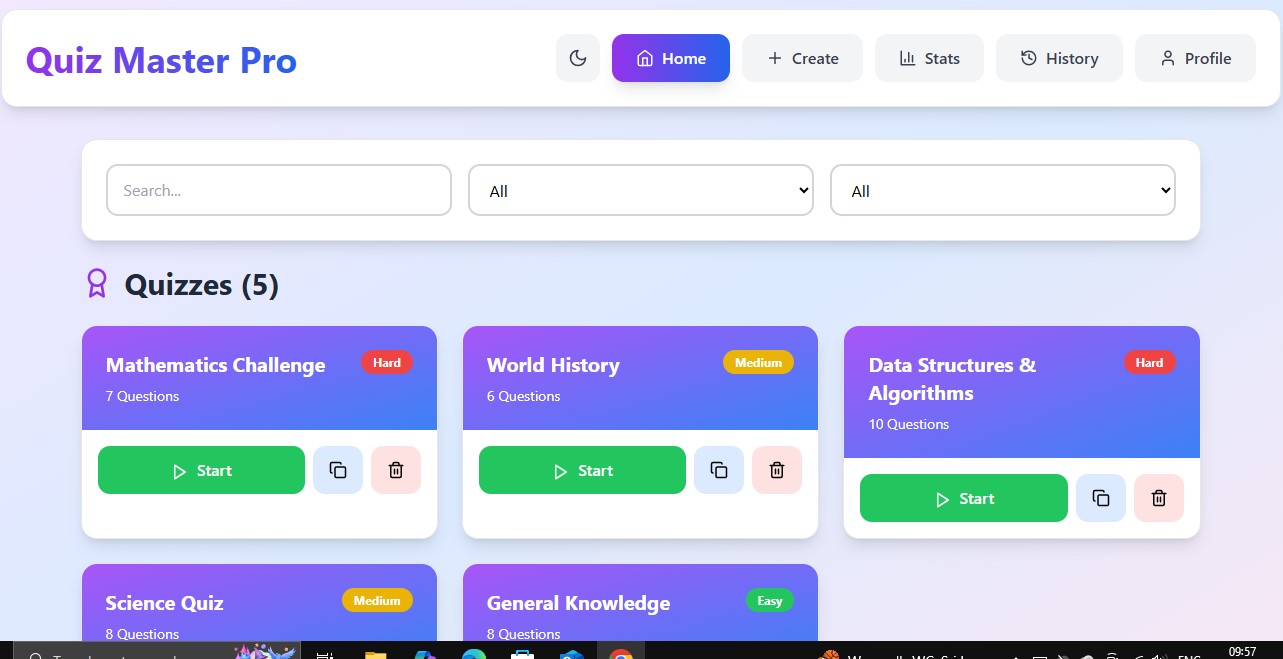 Quiz Master Pro
Home
Create
Stats
History
Profile
Search...
All
All
Quizzes (5)
Mathematics Challenge
Hard
7 Questions
Start
World History
Medium
6 Questions
Start
Data Structures &
Algorithms
Hard
10 Questions
Start
Science Quiz
Medium
8 Questions
General Knowledge
Easy
8 Questions
ENG
09:57